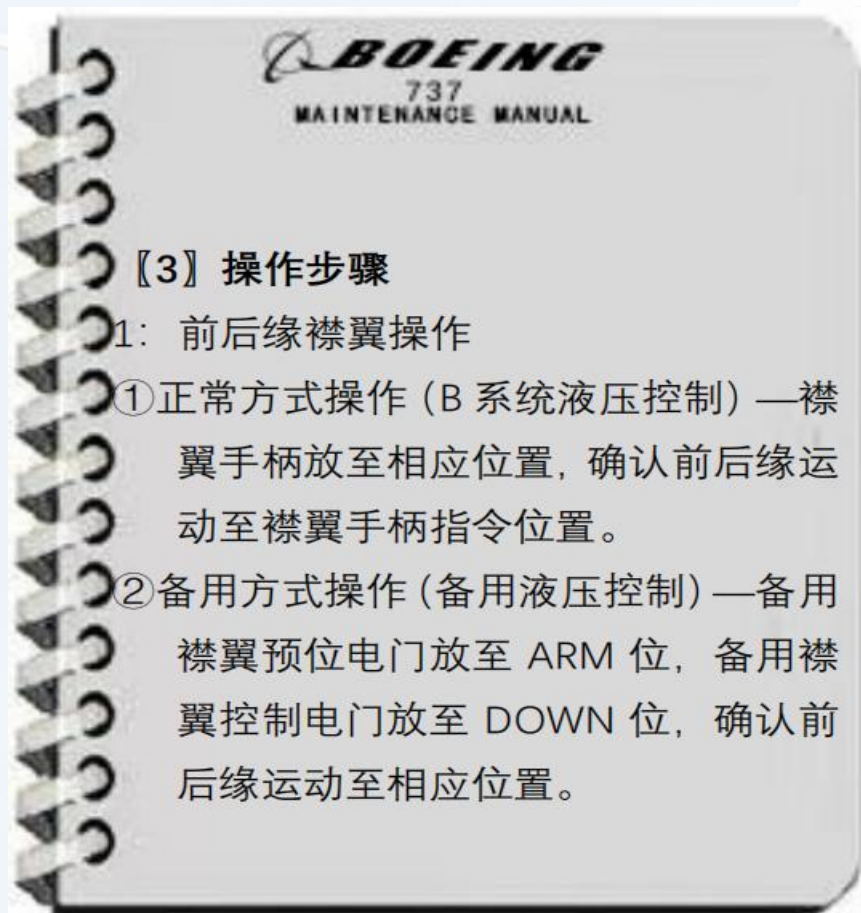 BOEING
737
MAINTENANCE MANUAL
〖3〗操作步骤
1: 前后缘襟翼操作
①正常方式操作(B 系统液压控制)—襟
翼手柄放至相应位置, 确认前后缘运
动至襟翼手柄指令位置。
②备用方式操作(备用液压控制)—备用
襟翼预位电门放至 ARM 位, 备用襟
翼控制电门放至 DOWN 位, 确认前
后缘运动至相应位置。